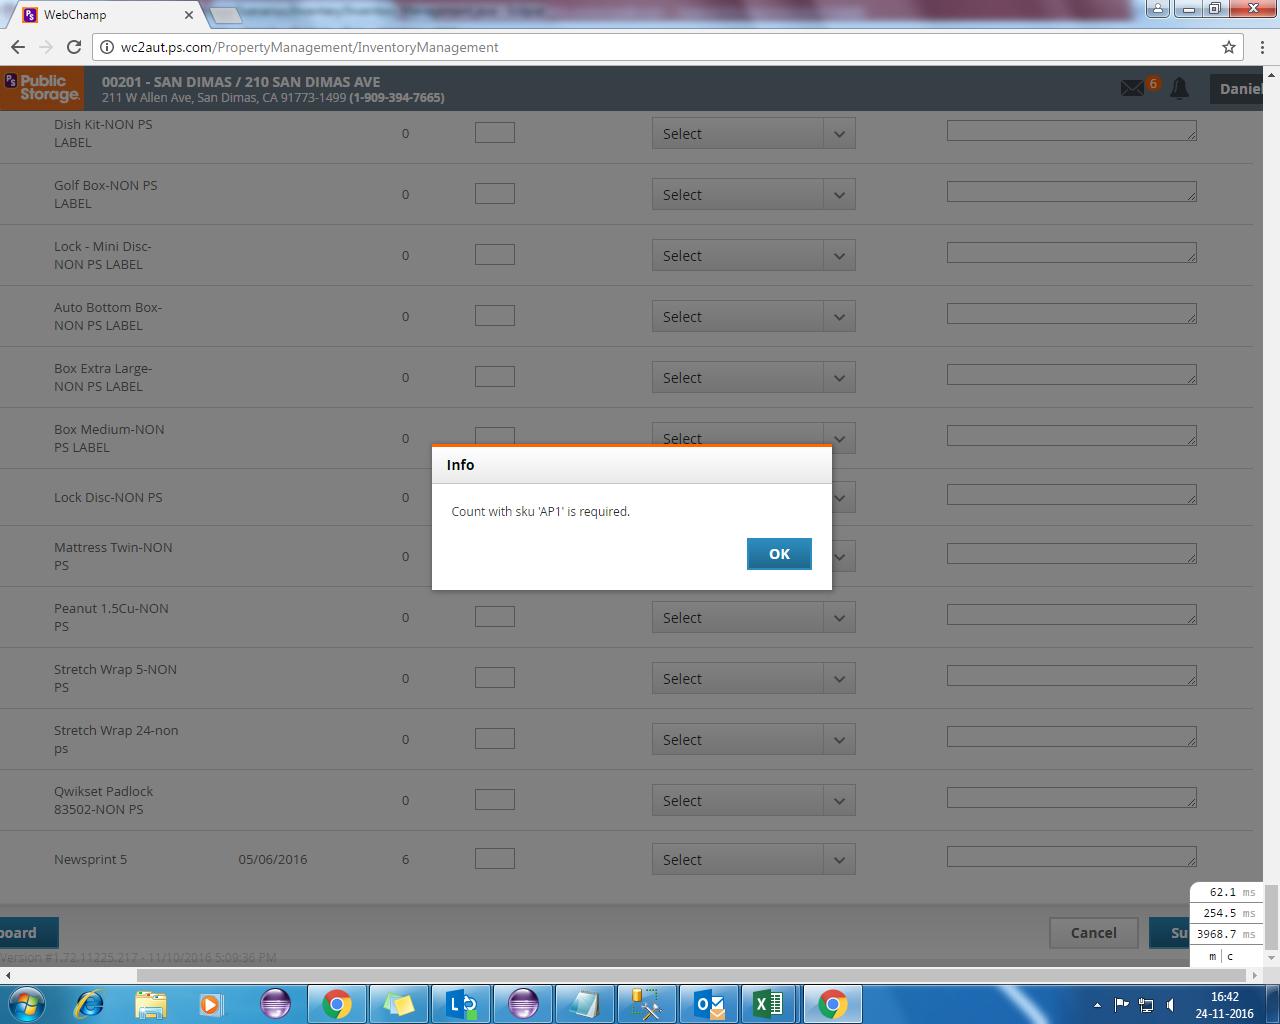 WebChamp
wc2aut.ps.com/PropertyManagement/InventoryManagement
PS Public Storage.
00201 - SAN DIMAS / 210 SAN DIMAS AVE
211 W Allen Ave, San Dimas, CA 91773-1499 (1-909-394-7665)
6
Daniel
Dish Kit-NON PS
LABEL
0
Select
Golf Box-NON PS
LABEL
0
Select
Lock - Mini Disc-
NON PS LABEL
0
Select
Auto Bottom Box-
NON PS LABEL
0
Select
Box Extra Large-
NON PS LABEL
0
Select
Box Medium-NON
PS LABEL
0
Select
Info
Count with sku 'AP1' is required.
OK
Lock Disc-NON PS
0
Mattress Twin-NON
PS
0
Peanut 1.5Cu-NON
PS
0
Select
Stretch Wrap 5-NON
PS
0
Select
Stretch Wrap 24-non
ps
0
Select
Qwikset Padlock
83502-NON PS
0
Select
Newsprint 5
05/06/2016
6
Select
board
Cancel
Su
62.1 ms
254.5 ms
3968.7 ms
m | c
Version #1.72.11225.217 - 11/10/2016 5:09:36 PM
16:42
24-11-2016